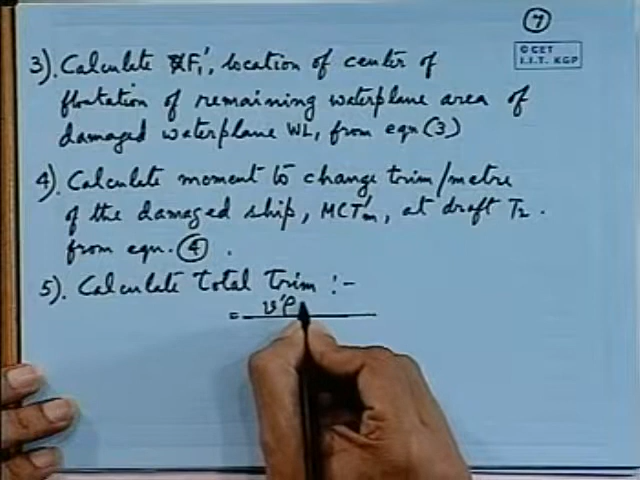 7
© CET
I.I.T. KGP
3). Calculate F₁', location of center of
floatation of remaining waterplane area of
damaged waterplane WL, from eqn (3)
4). Calculate moment to change trim/metre
of the damaged ship, MCT'm, at draft T₂.
from eqn. 4.
5). Calculate total Trim :-
= v'ρ